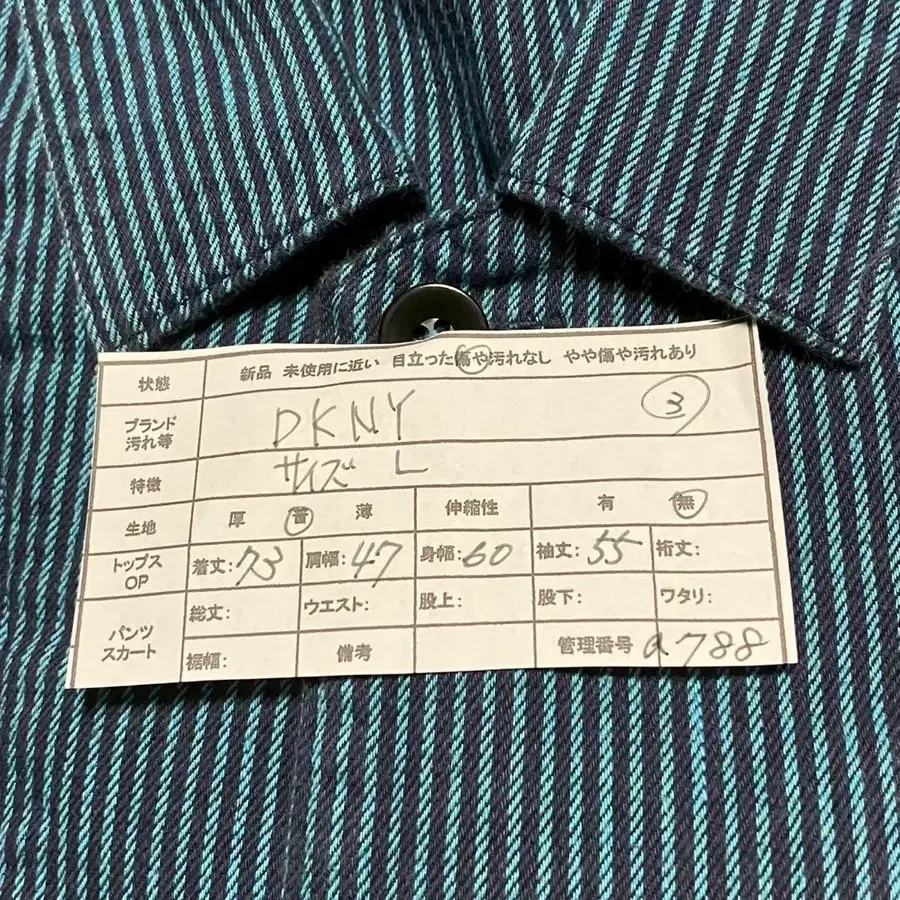 状態 新品 未使用に近い 目立った傷や汚れなし やや傷や汚れあり
ブランド 汚れ等 DKNY ③
特徴 サイズ L
生地 厚 普 薄 伸縮性 有 無
トップス OP 着丈:73 肩幅:47 身幅:60 袖丈:55 裄丈:
パンツ スカート 総丈: ウエスト: 股上: 股下: ワタリ:
裾幅: 備考 管理番号 a788